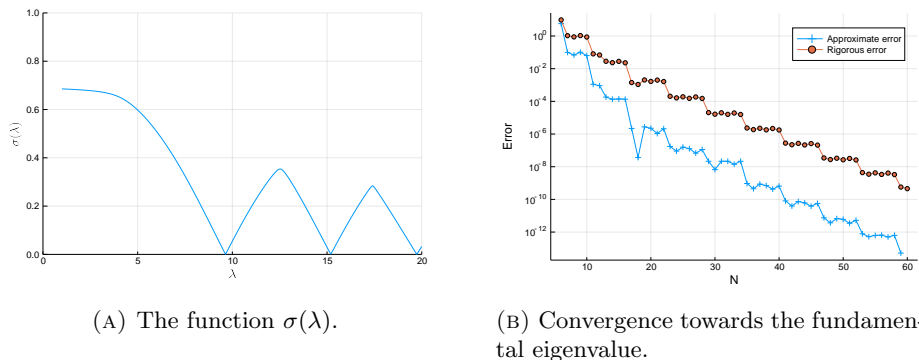 1.0
0.8
0.6
0.4
0.2
0.0
σ(λ)
0
5
10
15
20
λ
10⁰
10⁻²
10⁻⁴
10⁻⁶
10⁻⁸
10⁻¹⁰
10⁻¹²
Error
Approximate error
Rigorous error
10
20
30
40
50
60
N
(A) The function σ(λ).
(B) Convergence towards the fundamen-
tal eigenvalue.